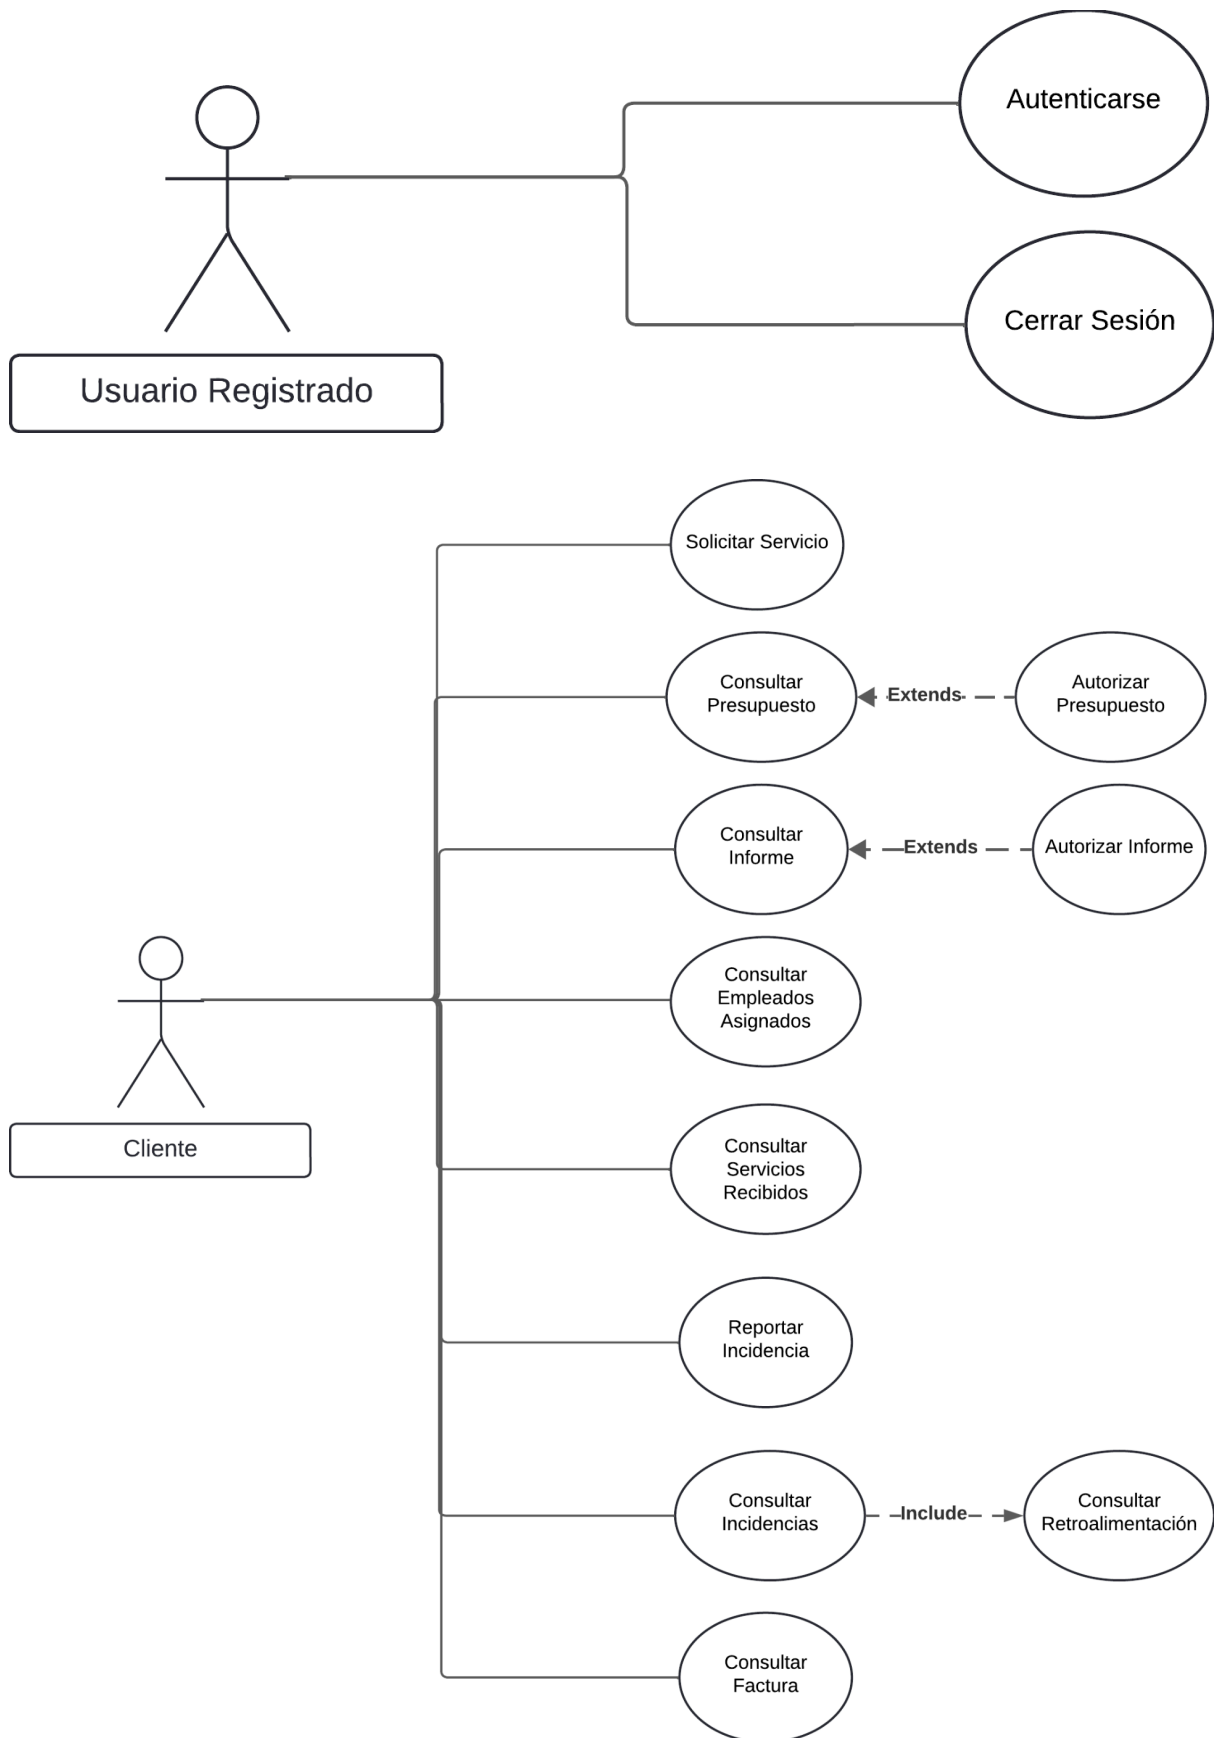 Autenticarse
Cerrar Sesión
Usuario Registrado
Solicitar Servicio
Consultar
Presupuesto
Extends
Autorizar
Presupuesto
Consultar
Informe
Extends
Autorizar Informe
Consultar
Empleados
Asignados
Cliente
Consultar
Servicios
Recibidos
Reportar
Incidencia
Consultar
Incidencias
Include
Consultar
Retroalimentación
Consultar
Factura